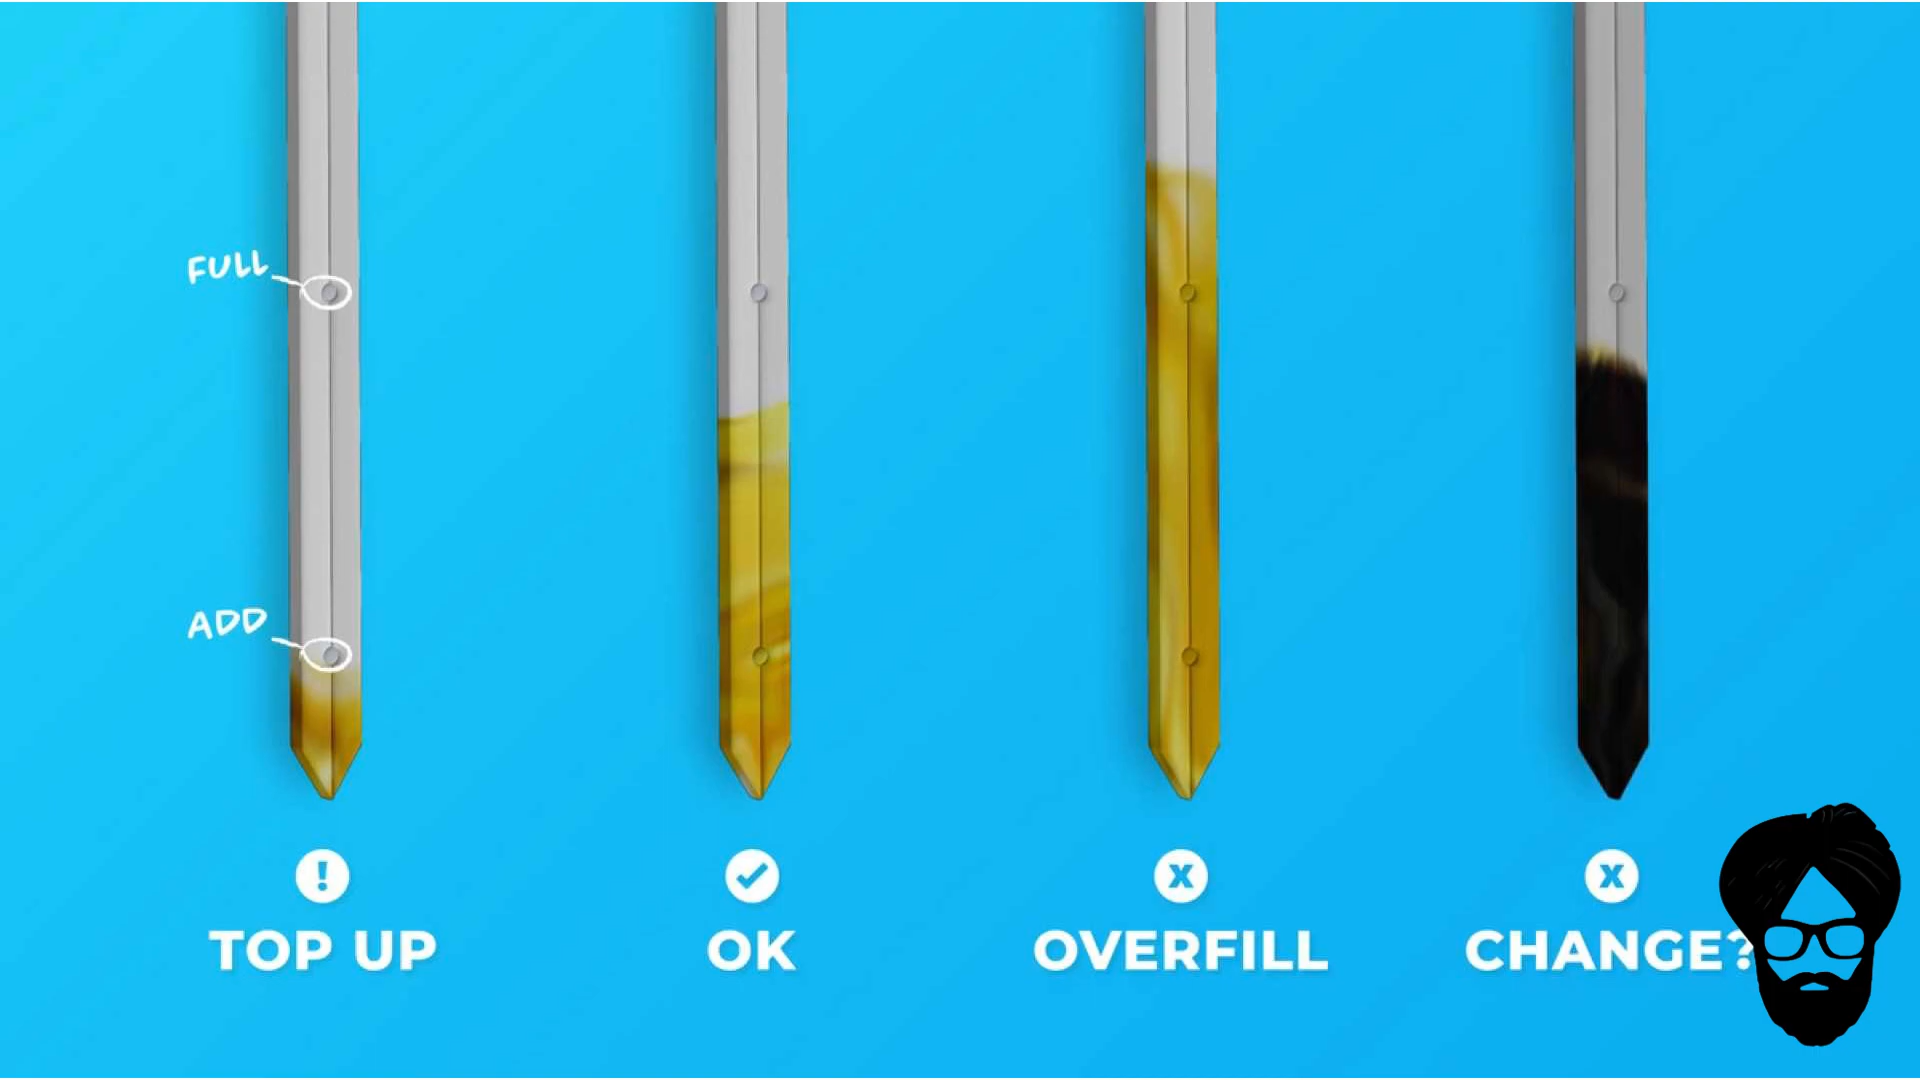 FULL
ADD
!
X
X
TOP UP
OK
OVERFILL
CHANGE?